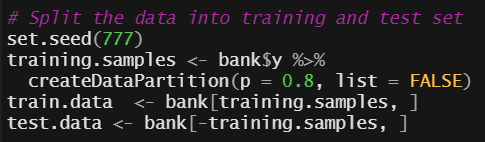 # Split the data into training and test set
set.seed(777)
training.samples <- bank$y %>%
  createDataPartition(p = 0.8, list = FALSE)
train.data  <- bank[training.samples, ]
test.data <- bank[-training.samples, ]